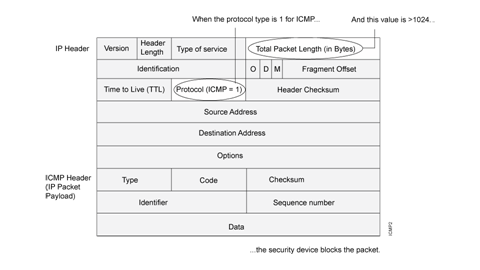 When the protocol type is 1 for ICMP...
And this value is >1024...
IP Header
Version
Header
Length
Type of service
Total Packet Length (in Bytes)
Identification
O
D
M
Fragment Offset
Time to Live (TTL)
Protocol (ICMP = 1)
Header Checksum
Source Address
Destination Address
Options
ICMP Header
(IP Packet
Payload)
Type
Code
Checksum
Identifier
Sequence number
Data
ICMP2
...the security device blocks the packet.